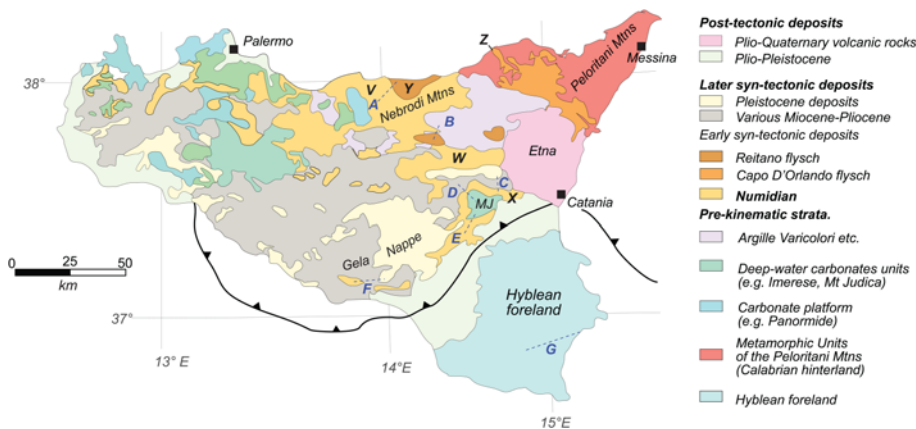 Palermo
38°
V
A
Y
Nebrodi Mtns
B
W
C
D
MJ
X
E
Z
Peloritani Mtns
Messina
Etna
Catania
Nappe
Gela
F
0 25 50
km
37°
Hyblean
foreland
G
13° E
14° E
15°E
Post-tectonic deposits
Plio-Quaternary volcanic rocks
Plio-Pleistocene
Later syn-tectonic deposits
Pleistocene deposits
Various Miocene-Pliocene
Early syn-tectonic deposits
Reitano flysch
Capo D'Orlando flysch
Numidian
Pre-kinematic strata.
Argille Varicolori etc.
Deep-water carbonates units
(e.g. Imerese, Mt Judica)
Carbonate platform
(e.g. Panormide)
Metamorphic Units
of the Peloritani Mtns
(Calabrian hinterland)
Hyblean foreland